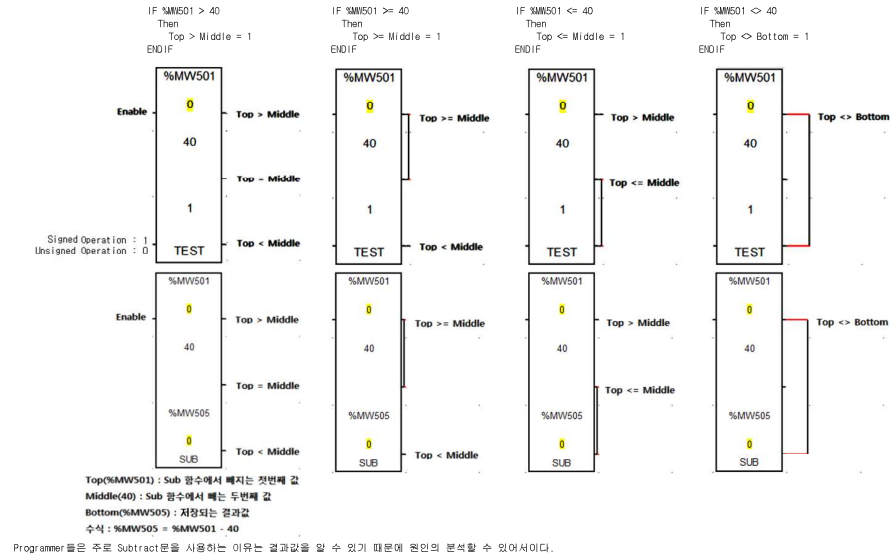 IF %MW501 > 40
Then
Top > Middle = 1
ENDIF
IF %MW501 >= 40
Then
Top >= Middle = 1
ENDIF
IF %MW501 <= 40
Then
Top <= Middle = 1
ENDIF
IF %MW501 <> 40
Then
Top <> Bottom = 1
ENDIF
%MW501
Enable
0
Top > Middle
40
Top = Middle
1
Signed Operation : 1
Unsigned Operation : 0
TEST
Top < Middle
%MW501
0
Top >= Middle
40
1
TEST
Top < Middle
%MW501
0
Top > Middle
40
Top <= Middle
1
TEST
%MW501
0
Top <> Bottom
40
1
TEST
%MW501
Enable
0
Top > Middle
40
Top = Middle
%MW505
0
SUB
Top < Middle
%MW501
0
Top >= Middle
40
%MW505
0
SUB
Top < Middle
%MW501
0
Top > Middle
40
Top <= Middle
%MW505
0
SUB
%MW501
0
Top <> Bottom
40
%MW505
0
SUB
Top(%MW501) : Sub 함수에서 빼지는 첫번째 값
Middle(40) : Sub 함수에서 빼는 두번째 값
Bottom(%MW505) : 저장되는 결과값
수식 : %MW505 = %MW501 - 40
Programmer들은 주로 Subtract문을 사용하는 이유는 결과값을 알 수 있기 때문에 원인의 분석할 수 있어서이다.